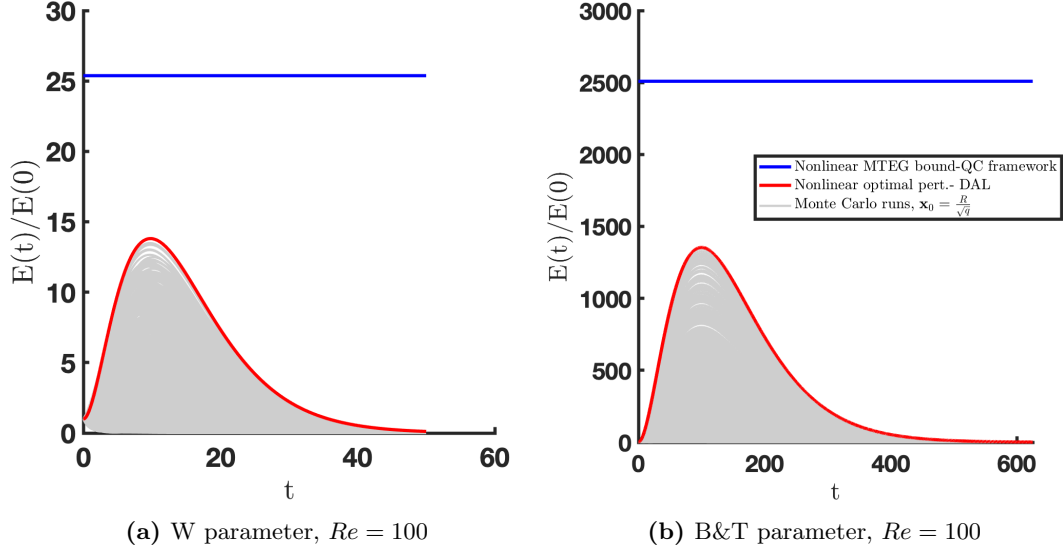 30
25
20
15
10
5
0
E(t)/E(0)
0
20
40
60
t
(a) W parameter, Re = 100
3000
2500
2000
1500
1000
500
0
E(t)/E(0)
Nonlinear MTEG bound-QC framework
Nonlinear optimal pert.- DAL
Monte Carlo runs, x₀ = R/√q
0
200
400
600
t
(b) B&T parameter, Re = 100